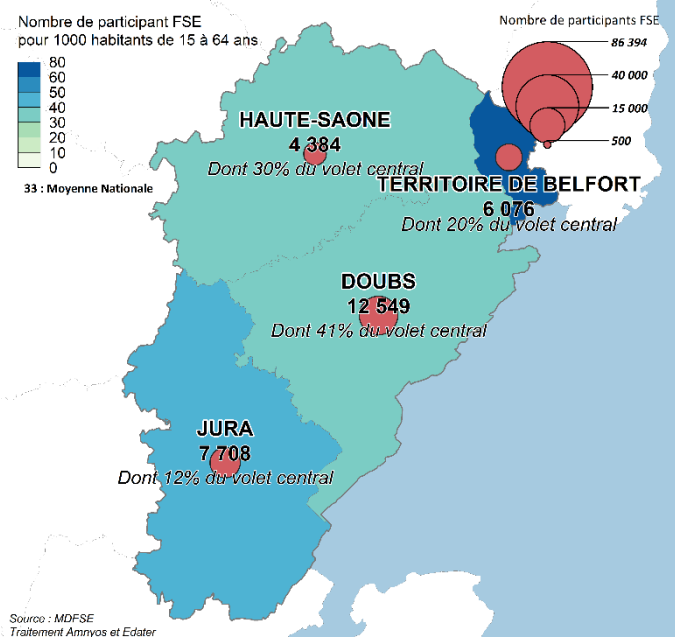 Nombre de participant FSE
pour 1000 habitants de 15 à 64 ans
80
70
60
50
40
30
20
10
0
33 : Moyenne Nationale
Nombre de participants FSE
86 394
40 000
15 000
500
HAUTE-SAONE
4 384
Dont 30% du volet central
TERRITOIRE DE BELFORT
6 076
Dont 20% du volet central
DOUBS
12 549
Dont 41% du volet central
JURA
7 708
Dont 12% du volet central
Source : MDFSE
Traitement Amnyos et Edater